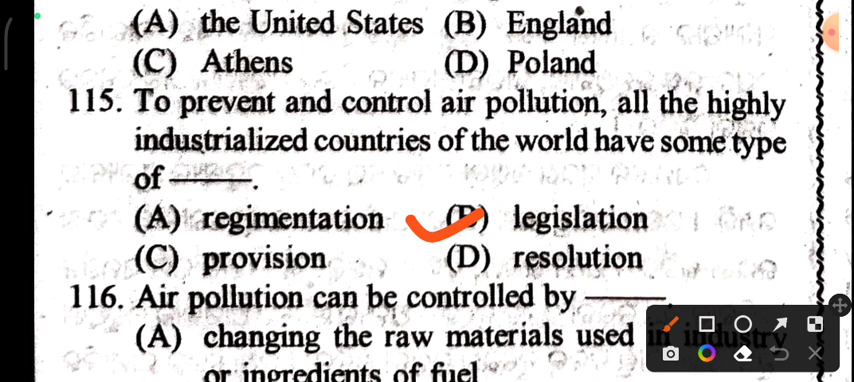 (A) the United States (B) England
(C) Athens (D) Poland
115. To prevent and control air pollution, all the highly
industrialized countries of the world have some type
of ———.
(A) regimentation (B) legislation
(C) provision (D) resolution
116. Air pollution can be controlled by ———
(A) changing the raw materials used in industry
or ingredients of fuel